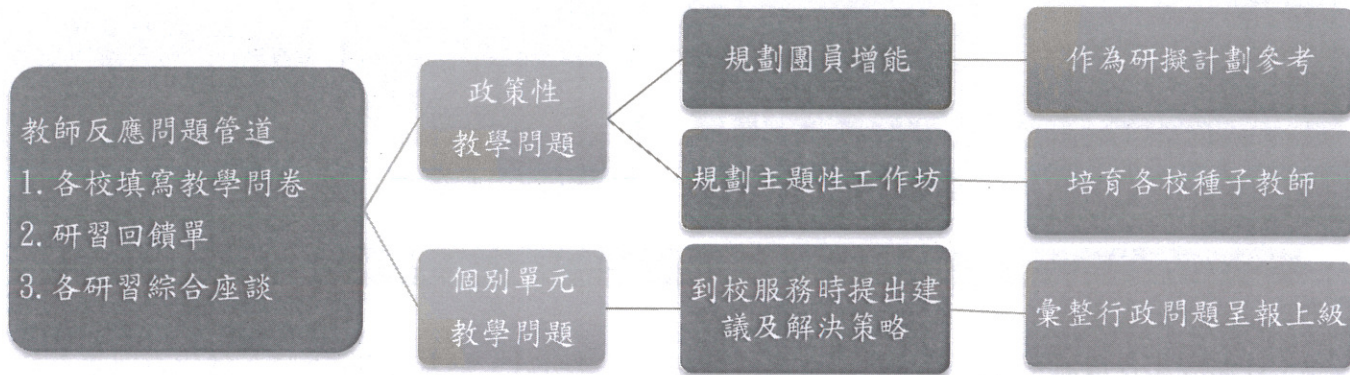 教師反應問題管道
1.各校填寫教學問卷
2.研習回饋單
3.各研習綜合座談
政策性
教學問題
規劃團員增能
作為研擬計劃參考
規劃主題性工作坊
培育各校種子教師
個別單元
教學問題
到校服務時提出建
議及解決策略
彙整行政問題呈報上級